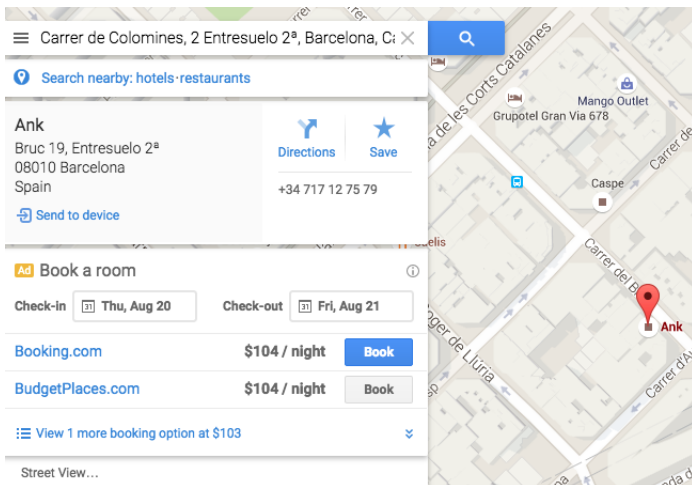 Carrer de Colomines, 2 Entresuelo 2ª, Barcelona, Ca
Search nearby: hotels·restaurants
Ank
Bruc 19, Entresuelo 2ª
08010 Barcelona
Spain
Send to device
Directions
Save
+34 717 12 75 79
Ad Book a room
Check-in Thu, Aug 20
Check-out Fri, Aug 21
Booking.com $104 / night Book
BudgetPlaces.com $104 / night Book
View 1 more booking option at $103
Street View...
de les Corts Catalanes
Mango Outlet
Grupotel Gran Via 678
Carrer de
Caspe
Carrer del B
Ank
Roger de Llúria
Carrer d'A